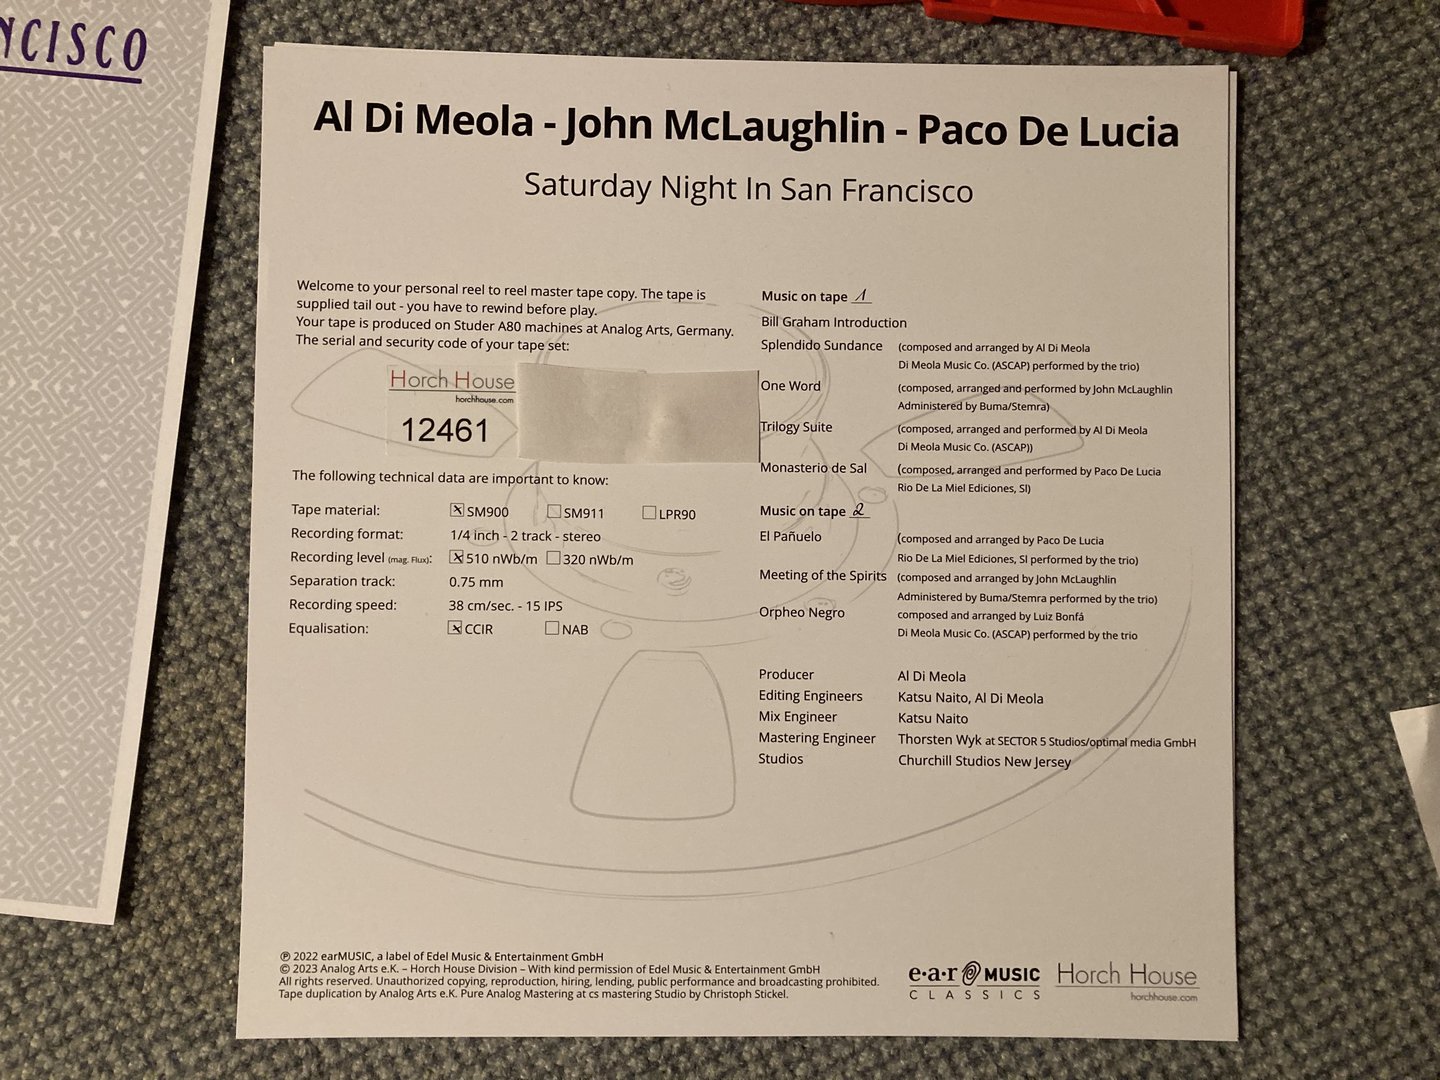 NCISCO
Al Di Meola - John McLaughlin - Paco De Lucia
Saturday Night In San Francisco
Welcome to your personal reel to reel master tape copy. The tape is
supplied tail out - you have to rewind before play.
Your tape is produced on Studer A80 machines at Analog Arts, Germany.
The serial and security code of your tape set:
Horch House
horchhouse.com
12461
The following technical data are important to know:
Tape material: ☒ SM900 ☐ SM911 ☐ LPR90
Recording format: 1/4 inch - 2 track - stereo
Recording level (mag. Flux): ☒ 510 nWb/m ☐ 320 nWb/m
Separation track: 0.75 mm
Recording speed: 38 cm/sec. - 15 IPS
Equalisation: ☒ CCIR ☐ NAB
Music on tape 1
Bill Graham Introduction
Splendido Sundance (composed and arranged by Al Di Meola
Di Meola Music Co. (ASCAP) performed by the trio)
One Word (composed, arranged and performed by John McLaughlin
Administered by Buma/Stemra)
Trilogy Suite (composed, arranged and performed by Al Di Meola
Di Meola Music Co. (ASCAP))
Monasterio de Sal (composed, arranged and performed by Paco De Lucia
Rio De La Miel Ediciones, Sl)
Music on tape 2
El Pañuelo (composed and arranged by Paco De Lucia
Rio De La Miel Ediciones, Sl performed by the trio)
Meeting of the Spirits (composed and arranged by John McLaughlin
Administered by Buma/Stemra performed by the trio)
Orpheo Negro composed and arranged by Luiz Bonfá
Di Meola Music Co. (ASCAP) performed by the trio
Producer Al Di Meola
Editing Engineers Katsu Naito, Al Di Meola
Mix Engineer Katsu Naito
Mastering Engineer Thorsten Wyk at SECTOR 5 Studios/optimal media GmbH
Studios Churchill Studios New Jersey
℗ 2022 earMUSIC, a label of Edel Music & Entertainment GmbH
© 2023 Analog Arts e.K. – Horch House Division – With kind permission of Edel Music & Entertainment GmbH
All rights reserved. Unauthorized copying, reproduction, hiring, lending, public performance and broadcasting prohibited.
Tape duplication by Analog Arts e.K. Pure Analog Mastering at cs mastering Studio by Christoph Stickel.
e·a·r MUSIC
CLASSICS
Horch House
horchhouse.com